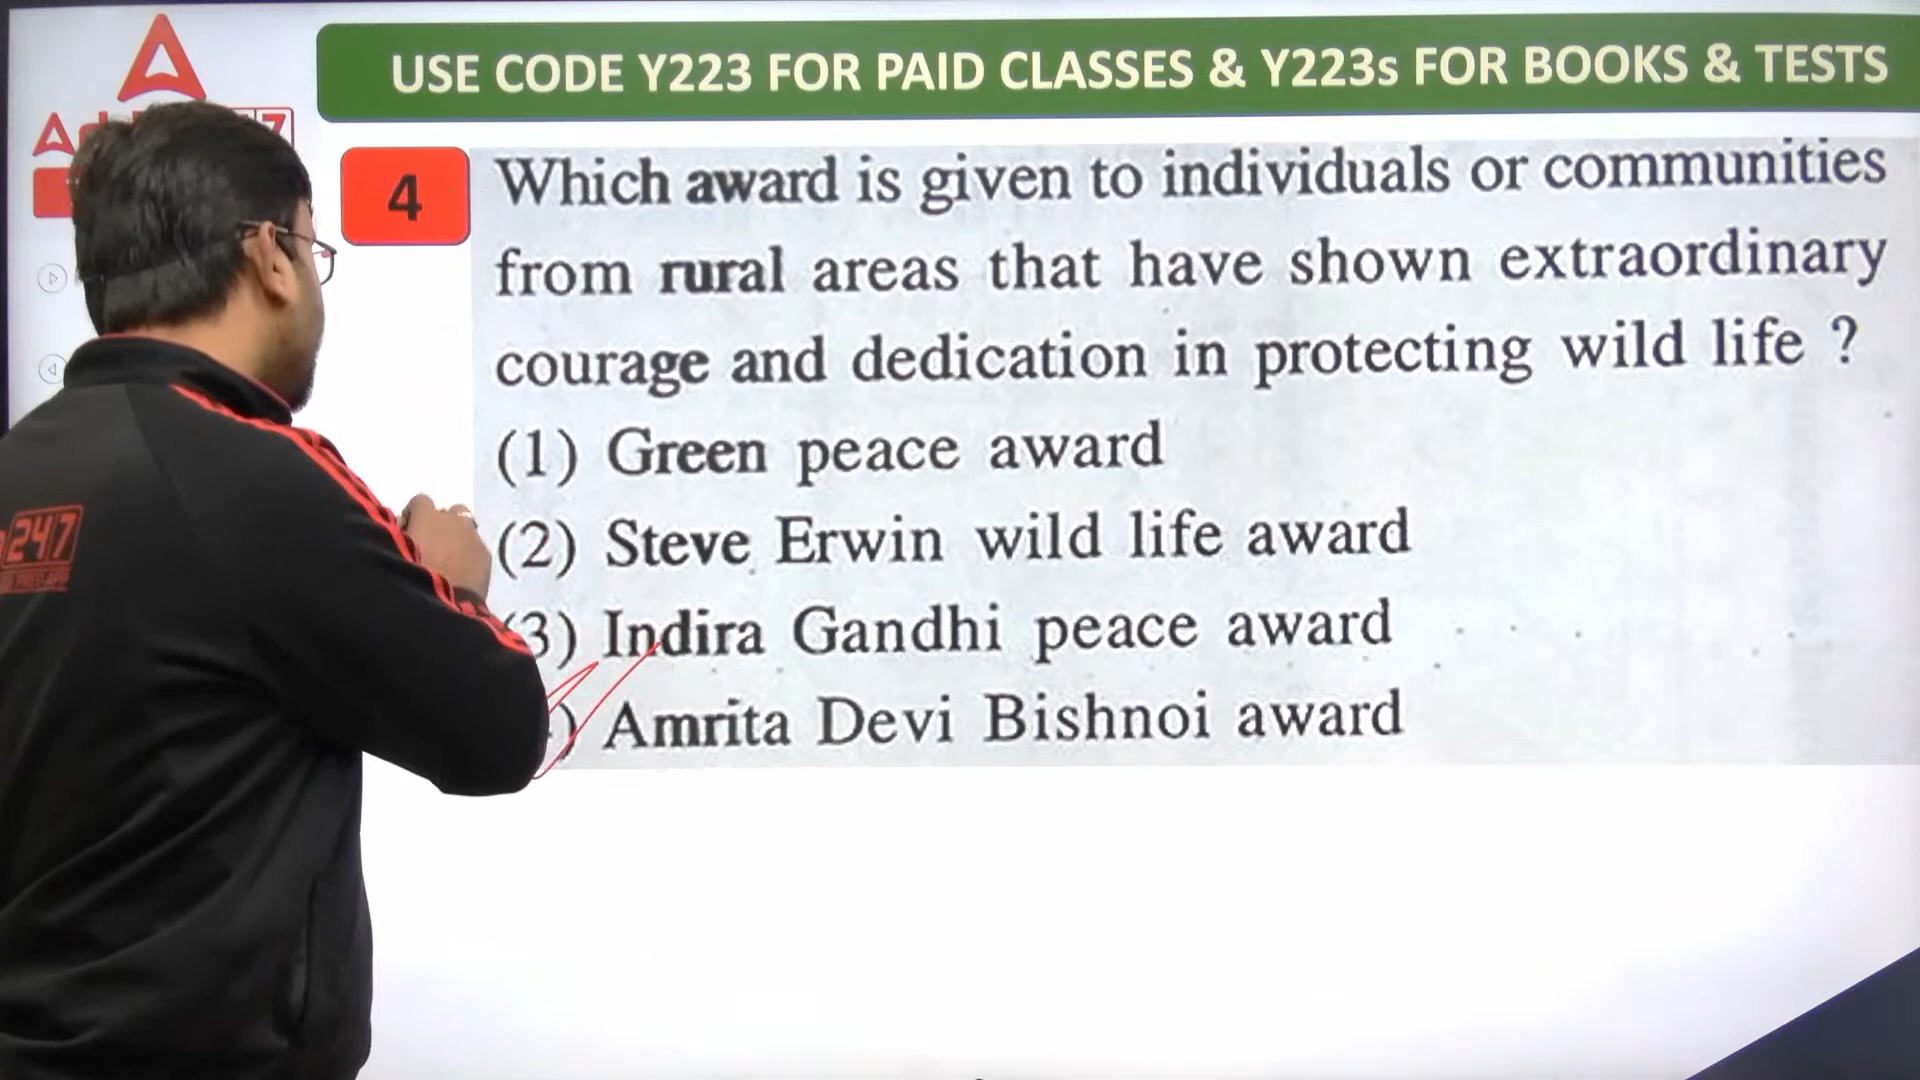 USE CODE Y223 FOR PAID CLASSES & Y223s FOR BOOKS & TESTS
4
Which award is given to individuals or communities
from rural areas that have shown extraordinary
courage and dedication in protecting wild life ?
(1) Green peace award
(2) Steve Erwin wild life award
(3) Indira Gandhi peace award
) Amrita Devi Bishnoi award
247